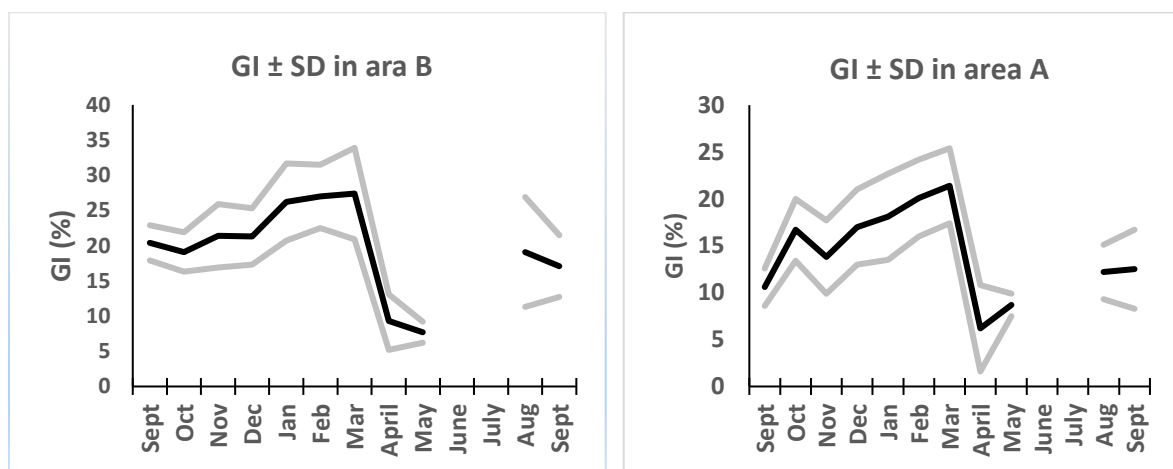 GI ± SD in ara B
40
35
30
25
20
15
10
5
0
GI (%)
Sept
Oct
Nov
Dec
Jan
Feb
Mar
April
May
June
July
Aug
Sept
GI ± SD in area A
30
25
20
15
10
5
0
GI (%)
Sept
Oct
Nov
Dec
Jan
Feb
Mar
April
May
June
July
Aug
Sept